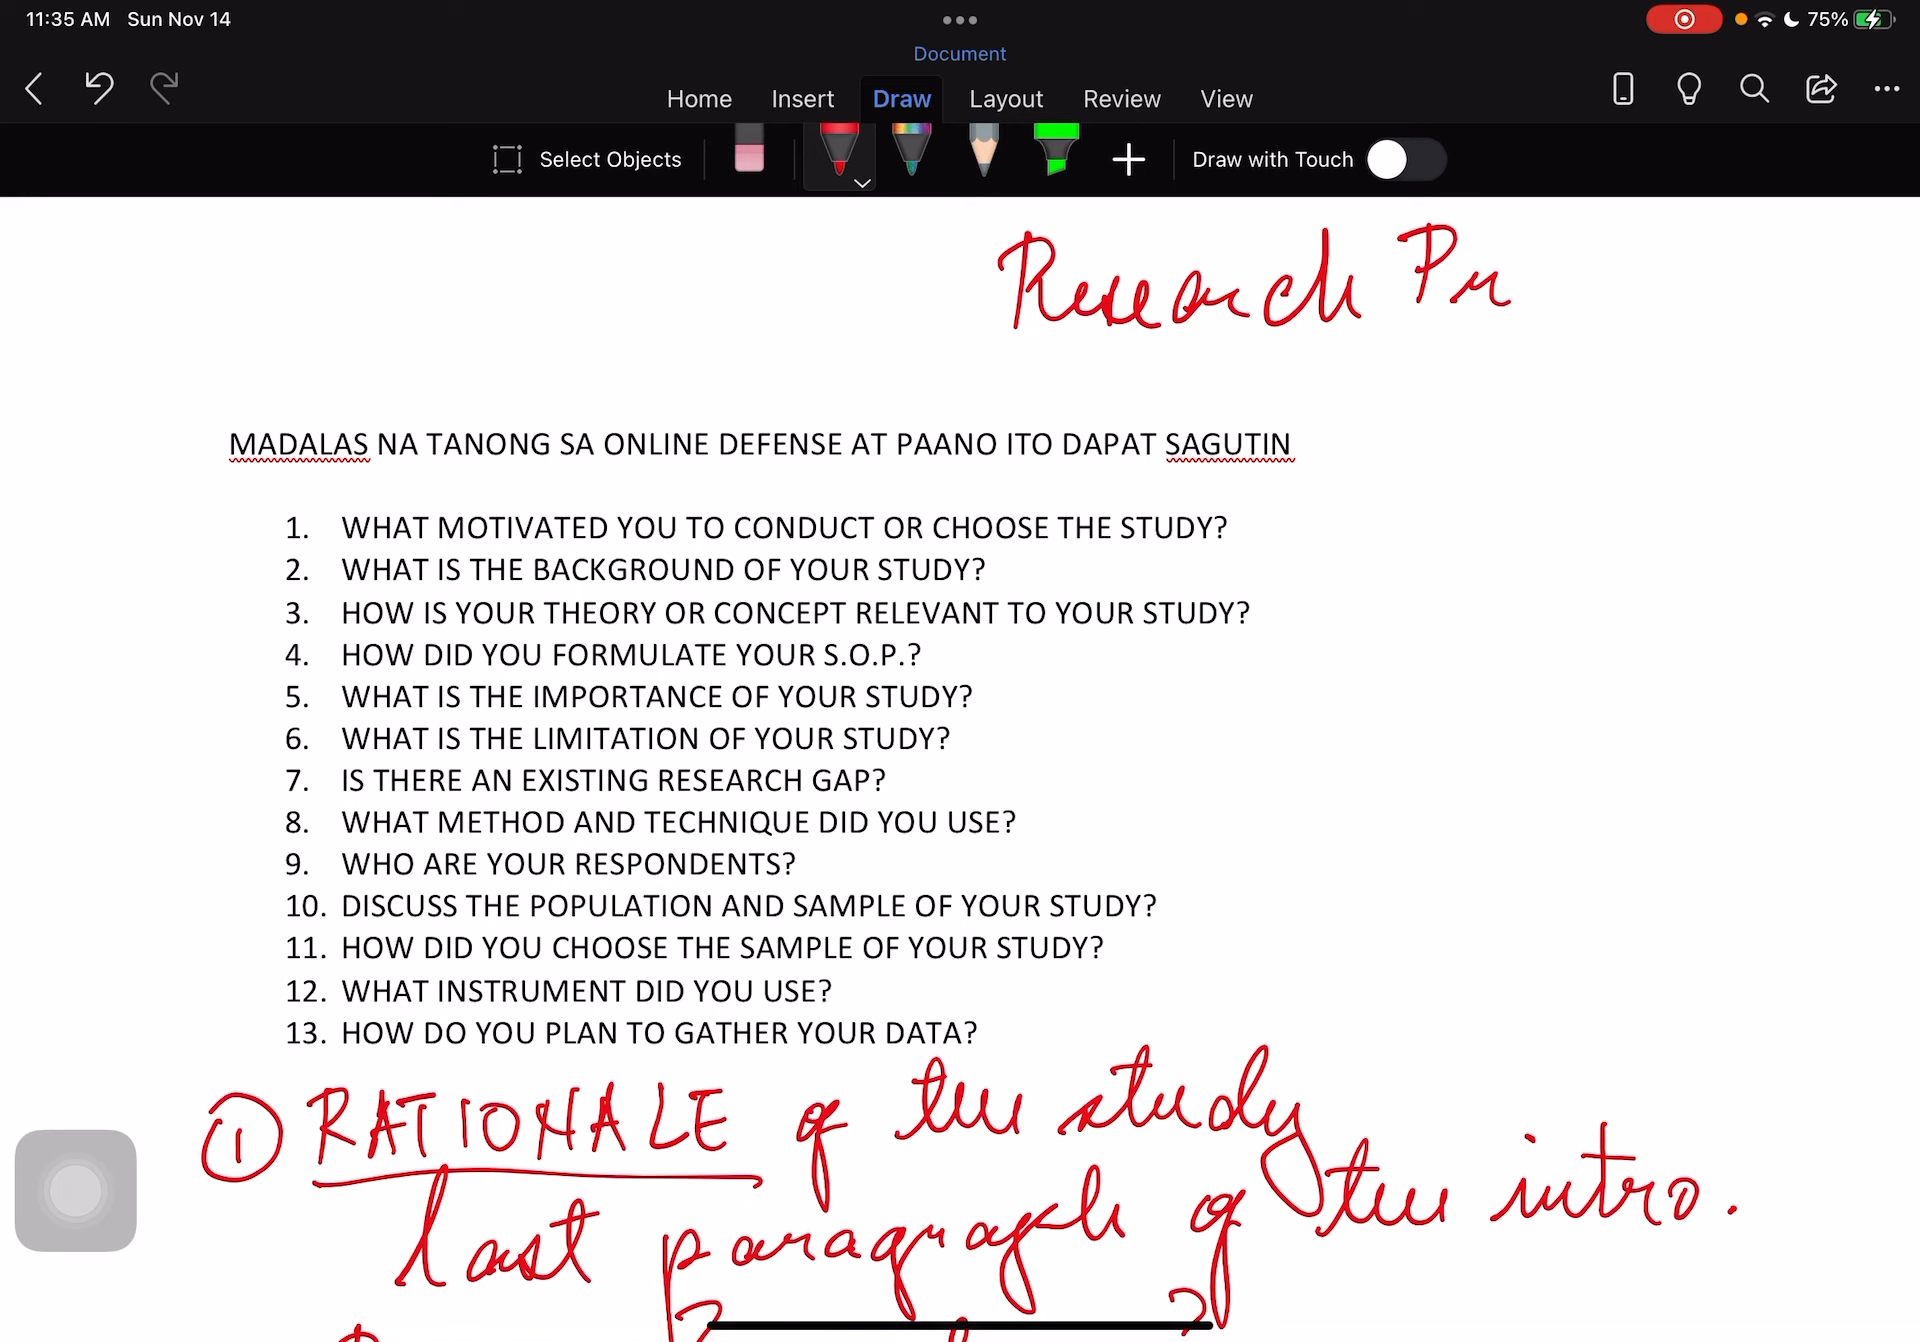 11:35 AM Sun Nov 14
75%
Document
Home Insert Draw Layout Review View
Select Objects
Draw with Touch
Research
MADALAS NA TANONG SA ONLINE DEFENSE AT PAANO ITO DAPAT SAGUTIN
1. WHAT MOTIVATED YOU TO CONDUCT OR CHOOSE THE STUDY?
2. WHAT IS THE BACKGROUND OF YOUR STUDY?
3. HOW IS YOUR THEORY OR CONCEPT RELEVANT TO YOUR STUDY?
4. HOW DID YOU FORMULATE YOUR S.O.P.?
5. WHAT IS THE IMPORTANCE OF YOUR STUDY?
6. WHAT IS THE LIMITATION OF YOUR STUDY?
7. IS THERE AN EXISTING RESEARCH GAP?
8. WHAT METHOD AND TECHNIQUE DID YOU USE?
9. WHO ARE YOUR RESPONDENTS?
10. DISCUSS THE POPULATION AND SAMPLE OF YOUR STUDY?
11. HOW DID YOU CHOOSE THE SAMPLE OF YOUR STUDY?
12. WHAT INSTRUMENT DID YOU USE?
13. HOW DO YOU PLAN TO GATHER YOUR DATA?
① RATIONALE of the study
last paragraph of the intro.